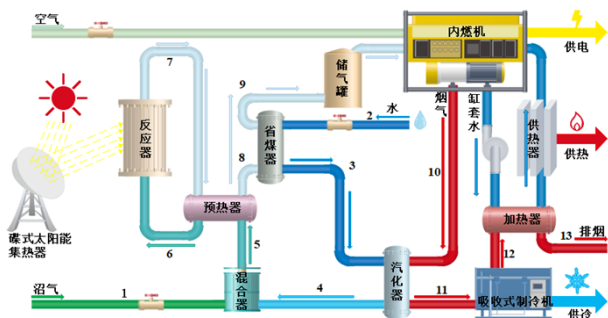 空气
内燃机
供电
7
储
气
罐
9
烟
气
缸
套
水
反
应
器
水
2
省
煤
器
供
热
器
供热
8
3
10
预热器
碟式太阳能
集热器
加热器
5
6
13
排烟
12
汽
化
器
混
合
器
沼气
1
4
11
吸收式制冷机
供冷